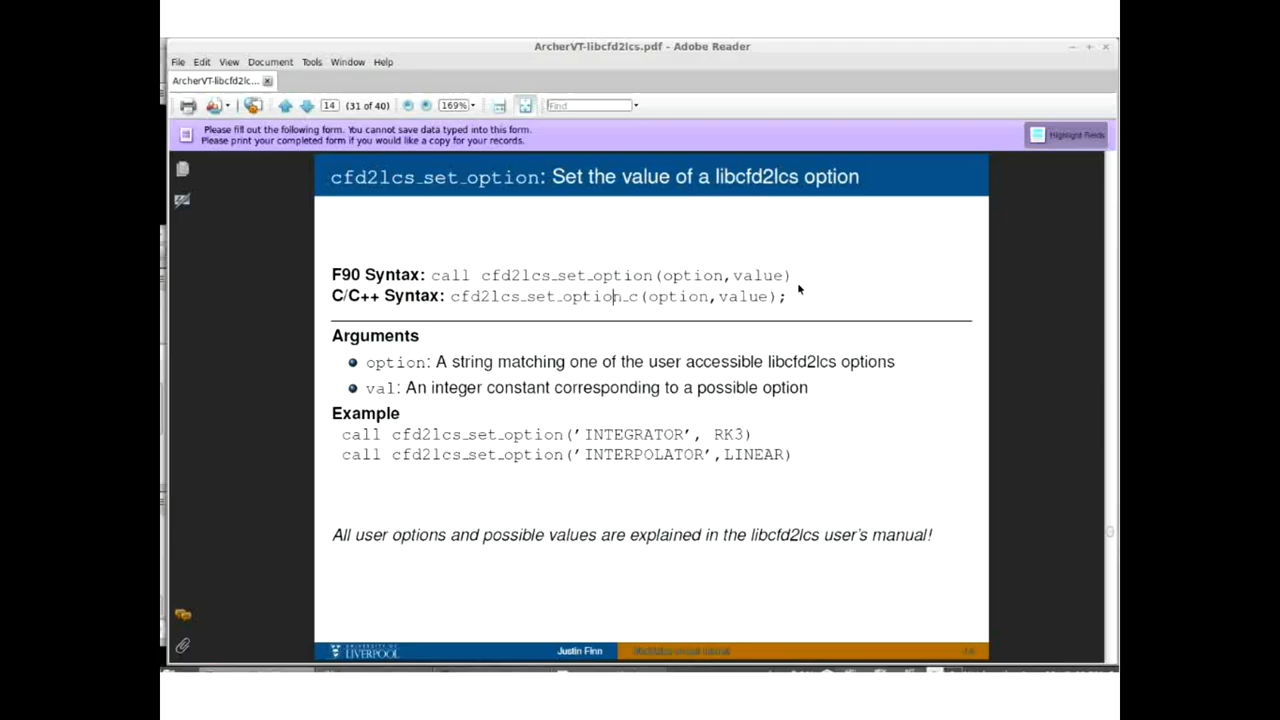 ArcherVT-libcfd2lcs.pdf - Adobe Reader
File Edit View Document Tools Window Help
ArcherVT-libcfd2lc...
14 (31 of 40) 169% Find
Please fill out the following form. You cannot save data typed into this form.
Please print your completed form if you would like a copy for your records.
Highlight Fields
cfd2lcs_set_option: Set the value of a libcfd2lcs option
F90 Syntax: call cfd2lcs_set_option(option,value)
C/C++ Syntax: cfd2lcs_set_option_c(option,value);
Arguments
option: A string matching one of the user accessible libcfd2lcs options
val: An integer constant corresponding to a possible option
Example
call cfd2lcs_set_option('INTEGRATOR', RK3)
call cfd2lcs_set_option('INTERPOLATOR',LINEAR)
All user options and possible values are explained in the libcfd2lcs user's manual!
UNIVERSITY OF
LIVERPOOL
Justin Finn